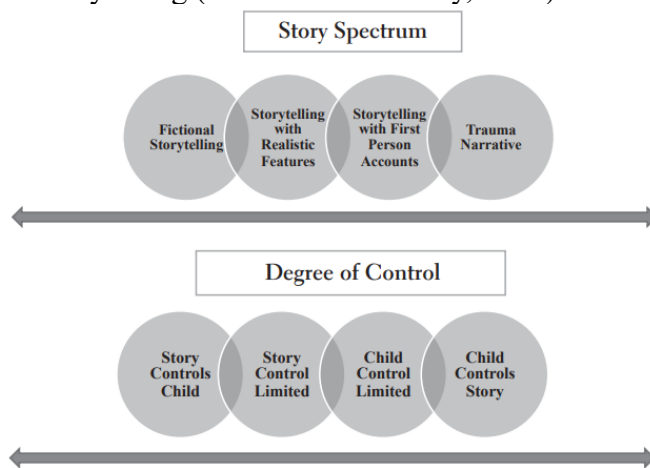 Story Spectrum
Fictional
Storytelling
Storytelling
with
Realistic
Features
Storytelling
with First
Person
Accounts
Trauma
Narrative
Degree of Control
Story
Controls
Child
Story
Control
Limited
Child
Control
Limited
Child
Controls
Story